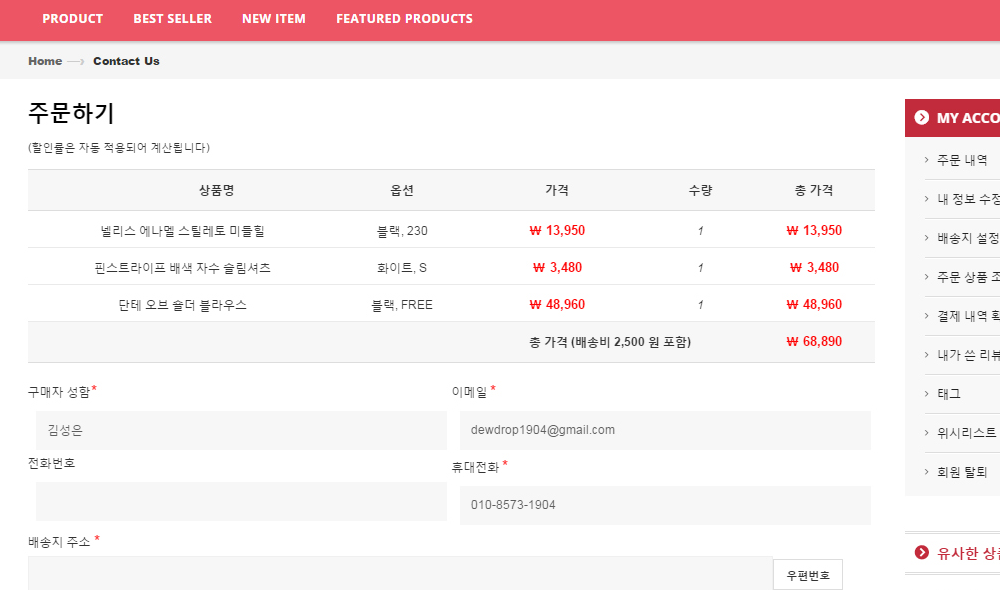 PRODUCT BEST SELLER NEW ITEM FEATURED PRODUCTS
Home Contact Us
주문하기
(할인률은 자동 적용되어 계산됩니다)
상품명 옵션 가격 수량 총 가격
넬리스 에나멜 스틸레토 미들힐 블랙, 230 ₩ 13,950 1 ₩ 13,950
핀스트라이프 배색 자수 슬림셔츠 화이트, S ₩ 3,480 1 ₩ 3,480
단테 오브 숄더 블라우스 블랙, FREE ₩ 48,960 1 ₩ 48,960
총 가격 (배송비 2,500 원 포함) ₩ 68,890
구매자 성함* 이메일 *
김성은 dewdrop1904@gmail.com
전화번호 휴대전화 *
010-8573-1904
배송지 주소 *
우편번호
MY ACCO
주문 내역
내 정보 수정
배송지 설정
주문 상품 조
결제 내역 확
내가 쓴 리뷰
태그
위시리스트
회원 탈퇴
유사한 상품